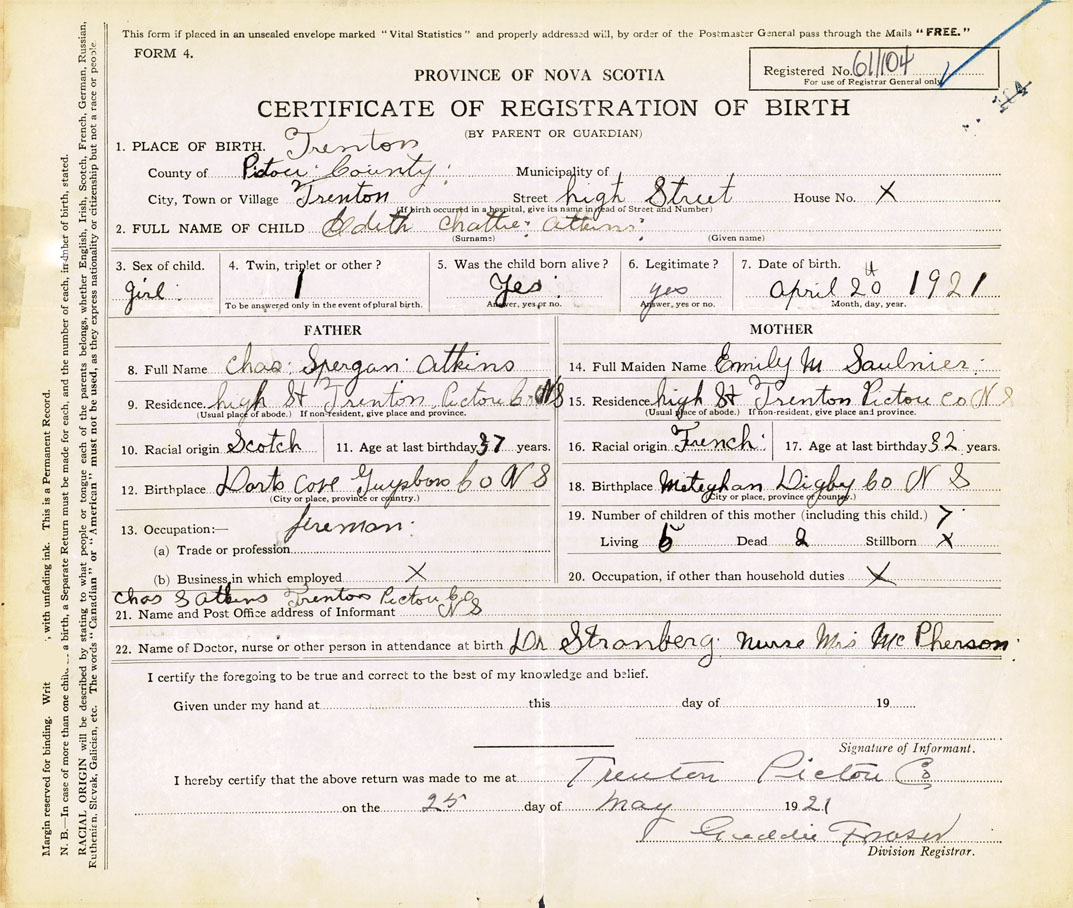 This form if placed in an unsealed envelope marked "Vital Statistics" and properly addressed will, by order of the Postmaster General pass through the Mails "FREE."
FORM 4.
Registered No. 61104
For use of Registrar General only
PROVINCE OF NOVA SCOTIA
CERTIFICATE OF REGISTRATION OF BIRTH
(BY PARENT OR GUARDIAN)
1. PLACE OF BIRTH. Trenton
County of Pictou County Municipality of
City, Town or Village Trenton Street high Street House No. X
(If birth occurred in a hospital, give its name instead of Street and Number)
2. FULL NAME OF CHILD Edith Chattie Atkins
(Surname) (Given name)
3. Sex of child. 4. Twin, triplet or other? 5. Was the child born alive? 6. Legitimate? 7. Date of birth.
girl 1 Yes yes April 20 1921
To be answered only in the event of plural birth. Answer, yes or no. Answer, yes or no. Month, day, year.
FATHER MOTHER
8. Full Name Chas Atkins 14. Full Maiden Name Emily M Saulnier
9. Residence. high St Trenton Pictou Co NS 15. Residence high St Trenton Pictou Co N S
(Usual place of abode.) If non-resident, give place and province. (Usual place of abode.) If non-resident, give place and province.
10. Racial origin Scotch 11. Age at last birthday 37 years. 16. Racial origin French 17. Age at last birthday 32 years.
12. Birthplace Dorts Cove Guysboro Co N S 18. Birthplace Meteghan Digby Co N S
(City or place, province or country.) (City or place, province or country.)
13. Occupation:— fireman 19. Number of children of this mother (including this child.) 7
(a) Trade or profession Living 5 Dead 2 Stillborn X
(b) Business in which employed X 20. Occupation, if other than household duties X
Chas S Atkins Trenton Pictou Co
21. Name and Post Office address of Informant N S
22. Name of Doctor, nurse or other person in attendance at birth Dr Stramberg nurse Mrs McPherson
I certify the foregoing to be true and correct to the best of my knowledge and belief.
Given under my hand at this day of 19
Signature of Informant.
I hereby certify that the above return was made to me at Trenton Pictou Co
on the 25 day of May 1921
Fraser
Division Registrar.
Margin reserved for binding. Writ , with unfading ink. This is a Permanent Record.
N. B.—In case of more than one chil a birth, a Separate Return must be made for each, and the number of each, in order of birth, stated.
RACIAL ORIGIN will be described by stating to what people or tongue each of the parents belongs, whether English, Irish, Scotch, French, German, Russian,
Ruthenian, Slovak, Galician, etc. The words "Canadian" or "American" must not be used, as they express nationality or citizenship but not a race or people.